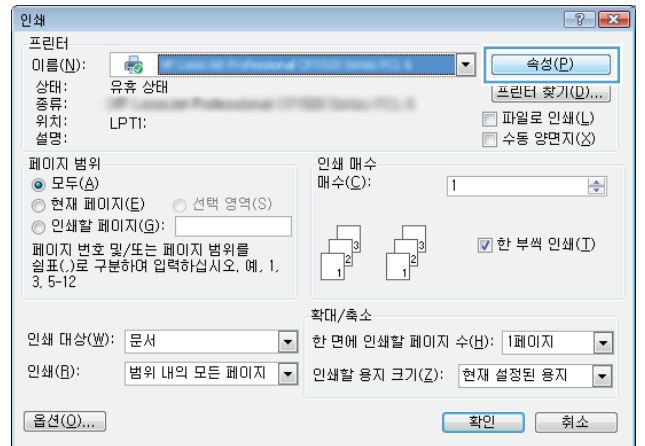 인쇄
프린터
이름(N):
속성(P)
상태: 유휴 상태
프린터 찾기(D)...
종류:
위치: LPT1:
파일로 인쇄(L)
설명:
수동 양면지(X)
페이지 범위
모두(A)
현재 페이지(E) 선택 영역(S)
인쇄할 페이지(G):
페이지 번호 및/또는 페이지 범위를
쉼표(,)로 구분하여 입력하십시오. 예, 1,
3, 5-12
인쇄 매수
매수(C): 1
3 3
2 2
1 1
한 부씩 인쇄(T)
인쇄 대상(W): 문서
인쇄(R): 범위 내의 모든 페이지
확대/축소
한 면에 인쇄할 페이지 수(H): 1페이지
인쇄할 용지 크기(Z): 현재 설정된 용지
옵션(O)...
확인 취소